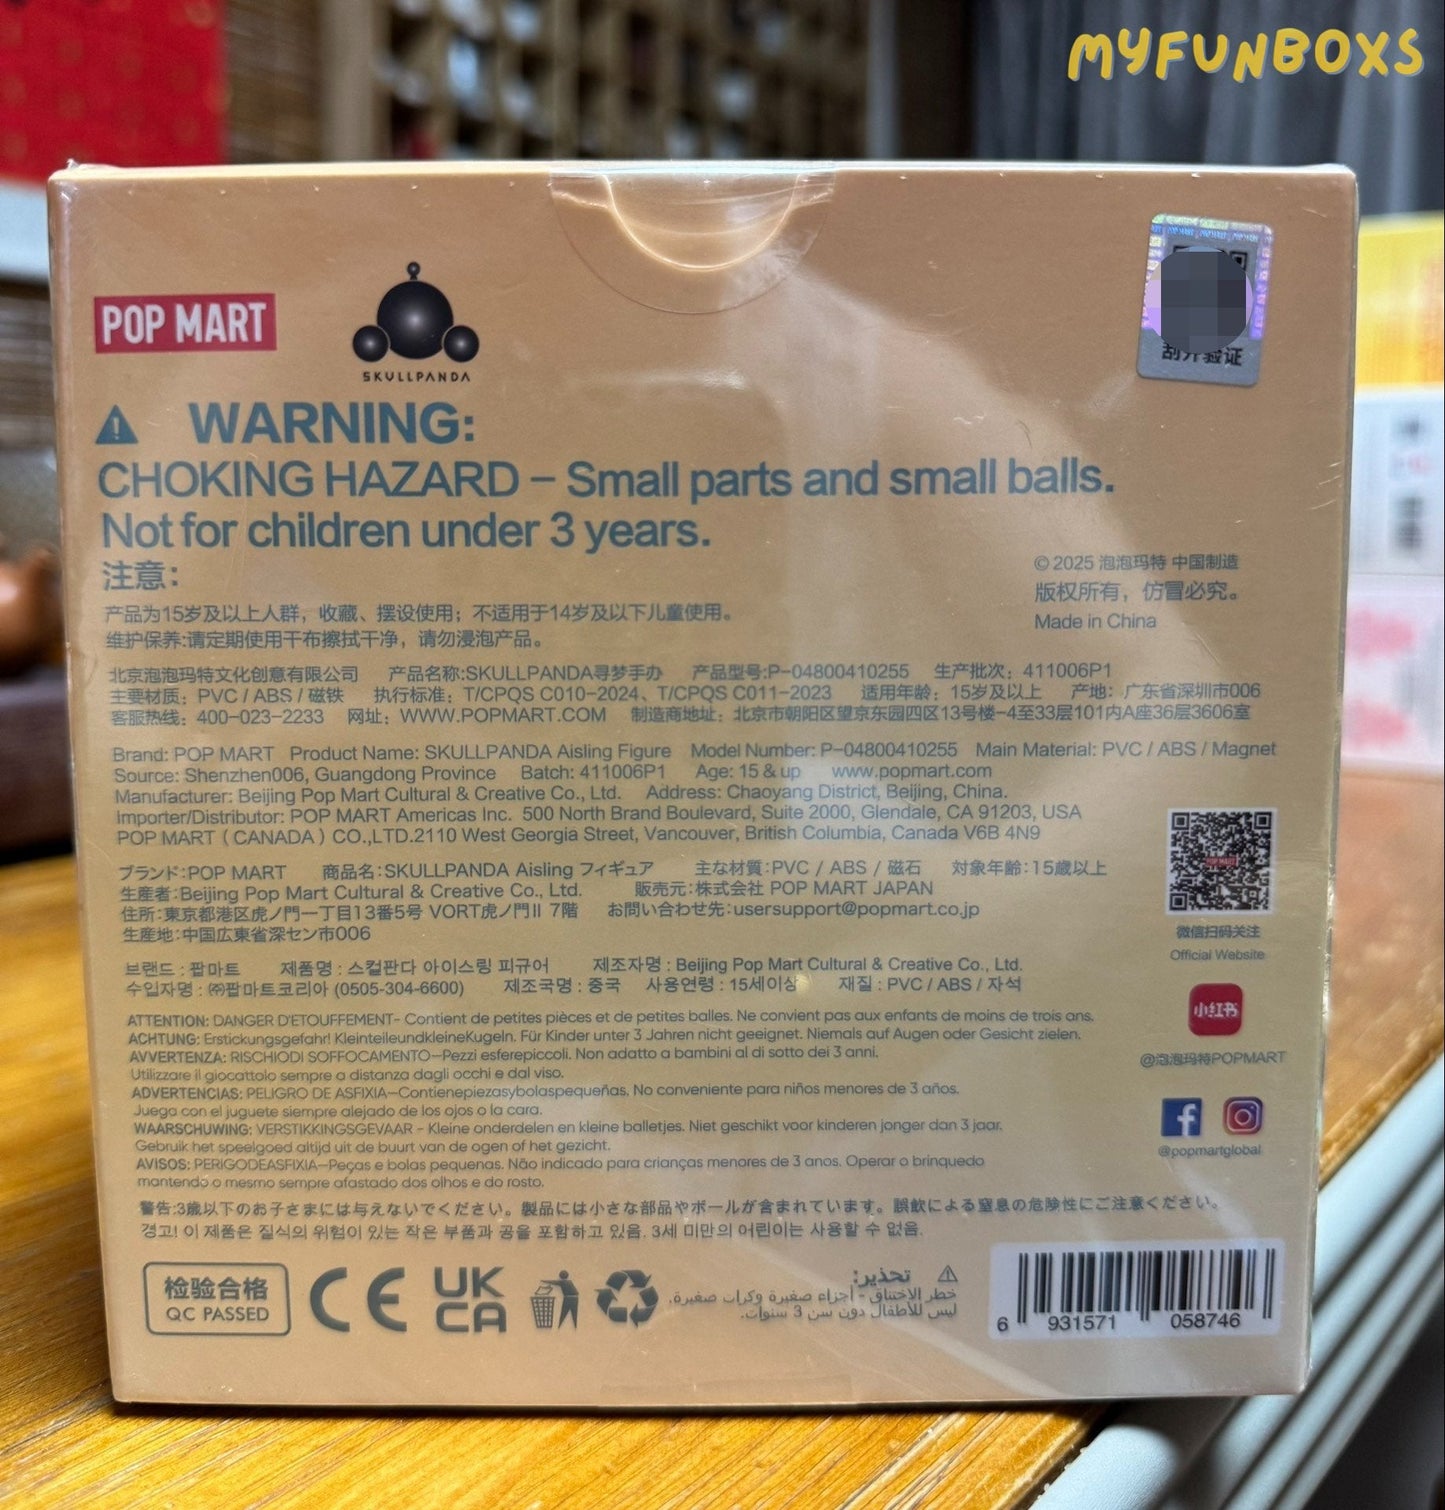 MYFUNBOXS
POP MART
SKULLPANDA
刮开验证
WARNING:
CHOKING HAZARD – Small parts and small balls.
Not for children under 3 years.
注意：
产品为15岁及以上人群，收藏、摆设使用；不适用于14岁及以下儿童使用。
维护保养:请定期使用干布擦拭干净，请勿浸泡产品。
© 2025 泡泡玛特 中国制造
版权所有，仿冒必究。
Made in China
北京泡泡玛特文化创意有限公司 产品名称:SKULLPANDA寻梦手办 产品型号:P-04800410255 生产批次：411006P1
主要材质：PVC / ABS / 磁铁 执行标准：T/CPQS C010-2024、T/CPQS C011-2023 适用年龄：15岁及以上 产地：广东省深圳市006
客服热线：400-023-2233 网址：WWW.POPMART.COM 制造商地址：北京市朝阳区望京东园四区13号楼-4至33层101内A座36层3606室
Brand: POP MART Product Name: SKULLPANDA Aisling Figure Model Number: P-04800410255 Main Material: PVC / ABS / Magnet
Source: Shenzhen006, Guangdong Province Batch: 411006P1 Age: 15 & up www.popmart.com
Manufacturer: Beijing Pop Mart Cultural & Creative Co., Ltd. Address: Chaoyang District, Beijing, China.
Importer/Distributor: POP MART Americas Inc. 500 North Brand Boulevard, Suite 2000, Glendale, CA 91203, USA
POP MART ( CANADA ) CO.,LTD.2110 West Georgia Street, Vancouver, British Columbia, Canada V6B 4N9
ブランド:POP MART 商品名:SKULLPANDA Aisling フィギュア 主な材質:PVC / ABS / 磁石 対象年齢:15歳以上
生産者:Beijing Pop Mart Cultural & Creative Co., Ltd. 販売元:株式会社 POP MART JAPAN
住所:東京都港区虎ノ門一丁目13番5号 VORT虎ノ門II 7階 お問い合わせ先:usersupport@popmart.co.jp
生産地:中国広東省深セン市006
POP MART
微信扫码关注
Official Website
브랜드 : 팝마트 제품명 : 스컬판다 아이스링 피규어 제조자명 : Beijing Pop Mart Cultural & Creative Co., Ltd.
수입자명 : ㈜팝마트코리아 (0505-304-6600) 제조국명 : 중국 사용연령 : 15세이상 재질 : PVC / ABS / 자석
小红书
@泡泡玛特POPMART
ATTENTION: DANGER D'ETOUFFEMENT- Contient de petites pièces et de petites balles. Ne convient pas aux enfants de moins de trois ans.
ACHTUNG: Erstickungsgefahr! KleinteileundkleineKugeln. Für Kinder unter 3 Jahren nicht geeignet. Niemals auf Augen oder Gesicht zielen.
AVVERTENZA: RISCHIODI SOFFOCAMENTO—Pezzi esferepiccoli. Non adatto a bambini al di sotto dei 3 anni.
Utilizzare il giocattolo sempre a distanza dagli occhi e dal viso.
ADVERTENCIAS: PELIGRO DE ASFIXIA—Contienepiezasybolaspequeñas. No conveniente para niños menores de 3 años.
Juega con el juguete siempre alejado de los ojos o la cara.
WAARSCHUWING: VERSTIKKINGSGEVAAR - Kleine onderdelen en kleine balletjes. Niet geschikt voor kinderen jonger dan 3 jaar.
Gebruik het speelgoed altijd uit de buurt van de ogen of het gezicht.
AVISOS: PERIGODEASFIXIA—Peças e bolas pequenas. Não indicado para crianças menores de 3 anos. Operar o brinquedo
mantendo o mesmo sempre afastado dos olhos e do rosto.
@popmartglobal
警告:3歳以下のお子さまには与えないでください。製品には小さな部品やボールが含まれています。誤飲による窒息の危険性にご注意ください。
경고! 이 제품은 질식의 위험이 있는 작은 부품과 공을 포함하고 있음. 3세 미만의 어린이는 사용할 수 없음.
检验合格
QC PASSED
CE
UK
CA
تحذير:
خطر الاختناق - أجزاء صغيرة وكرات صغيرة.
ليس للأطفال دون سن 3 سنوات.
6 931571 058746